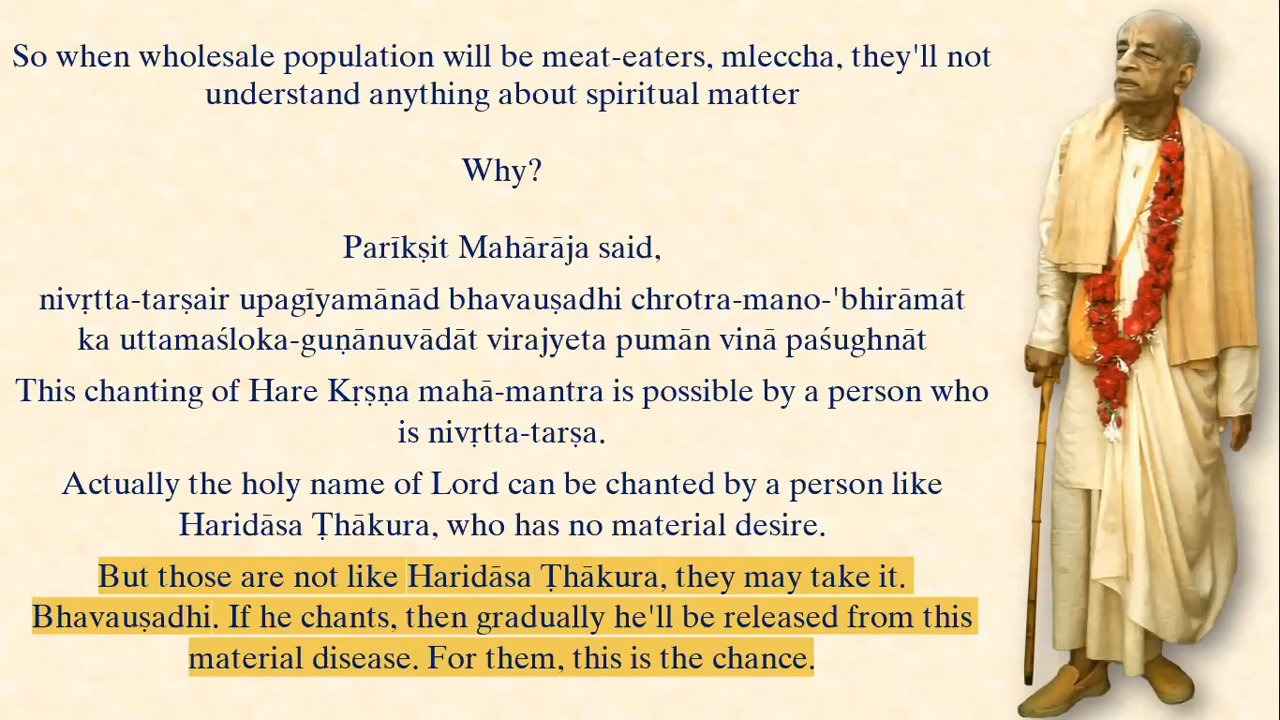 So when wholesale population will be meat-eaters, mleccha, they'll not
understand anything about spiritual matter
Why?
Parīkṣit Mahārāja said,
nivṛtta-tarṣair upagīyamānād bhavauṣadhi chrotra-mano-'bhirāmāt
ka uttamaśloka-guṇānuvādāt virajyeta pumān vinā paśughnāt
This chanting of Hare Kṛṣṇa mahā-mantra is possible by a person who
is nivṛtta-tarṣa.
Actually the holy name of Lord can be chanted by a person like
Haridāsa Ṭhākura, who has no material desire.
But those are not like Haridāsa Ṭhākura, they may take it.
Bhavauṣadhi. If he chants, then gradually he'll be released from this
material disease. For them, this is the chance.